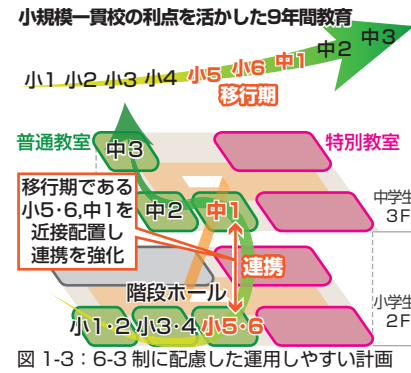 小規模一貫校の利点を活かした9年間教育
小1 小2 小3 小4 小5 小6 中1 中2 中3
移行期
普通教室
特別教室
中3
移行期である
小5・6,中1を
近接配置し
連携を強化
中2
中1
中学生
3F
連携
階段ホール
小学生
2F
小1・2 小3・4 小5・6
図 1-3：6-3 制に配慮した運用しやすい計画